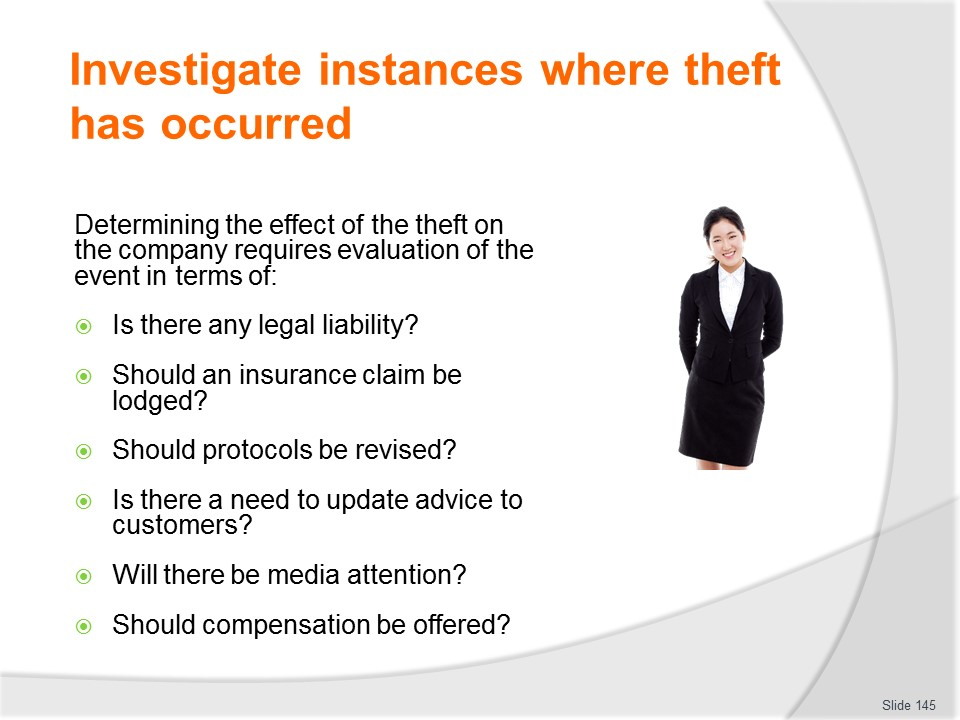 Investigate instances where theft
has occurred
Determining the effect of the theft on
the company requires evaluation of the
event in terms of:
Is there any legal liability?
Should an insurance claim be
lodged?
Should protocols be revised?
Is there a need to update advice to
customers?
Will there be media attention?
Should compensation be offered?
Slide 145